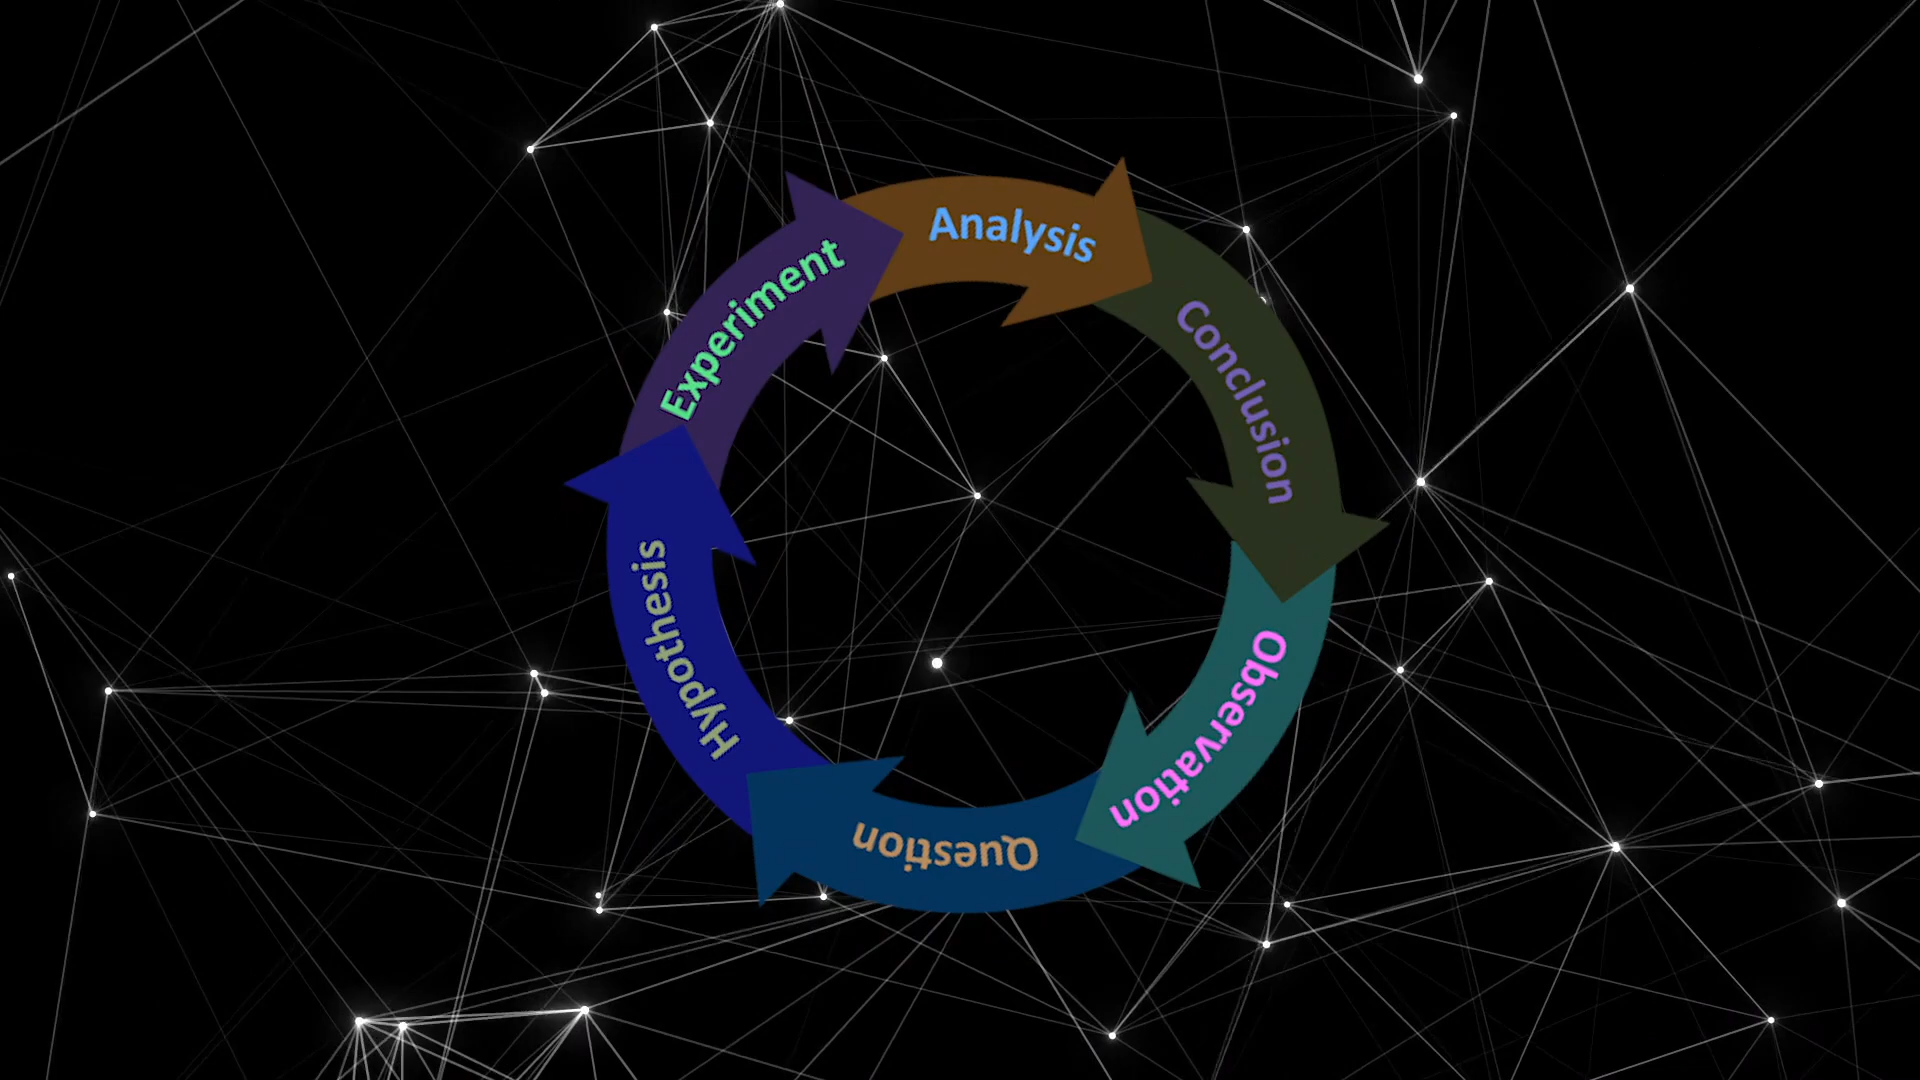 Analysis
Conclusion
Observation
Question
Hypothesis
Experiment